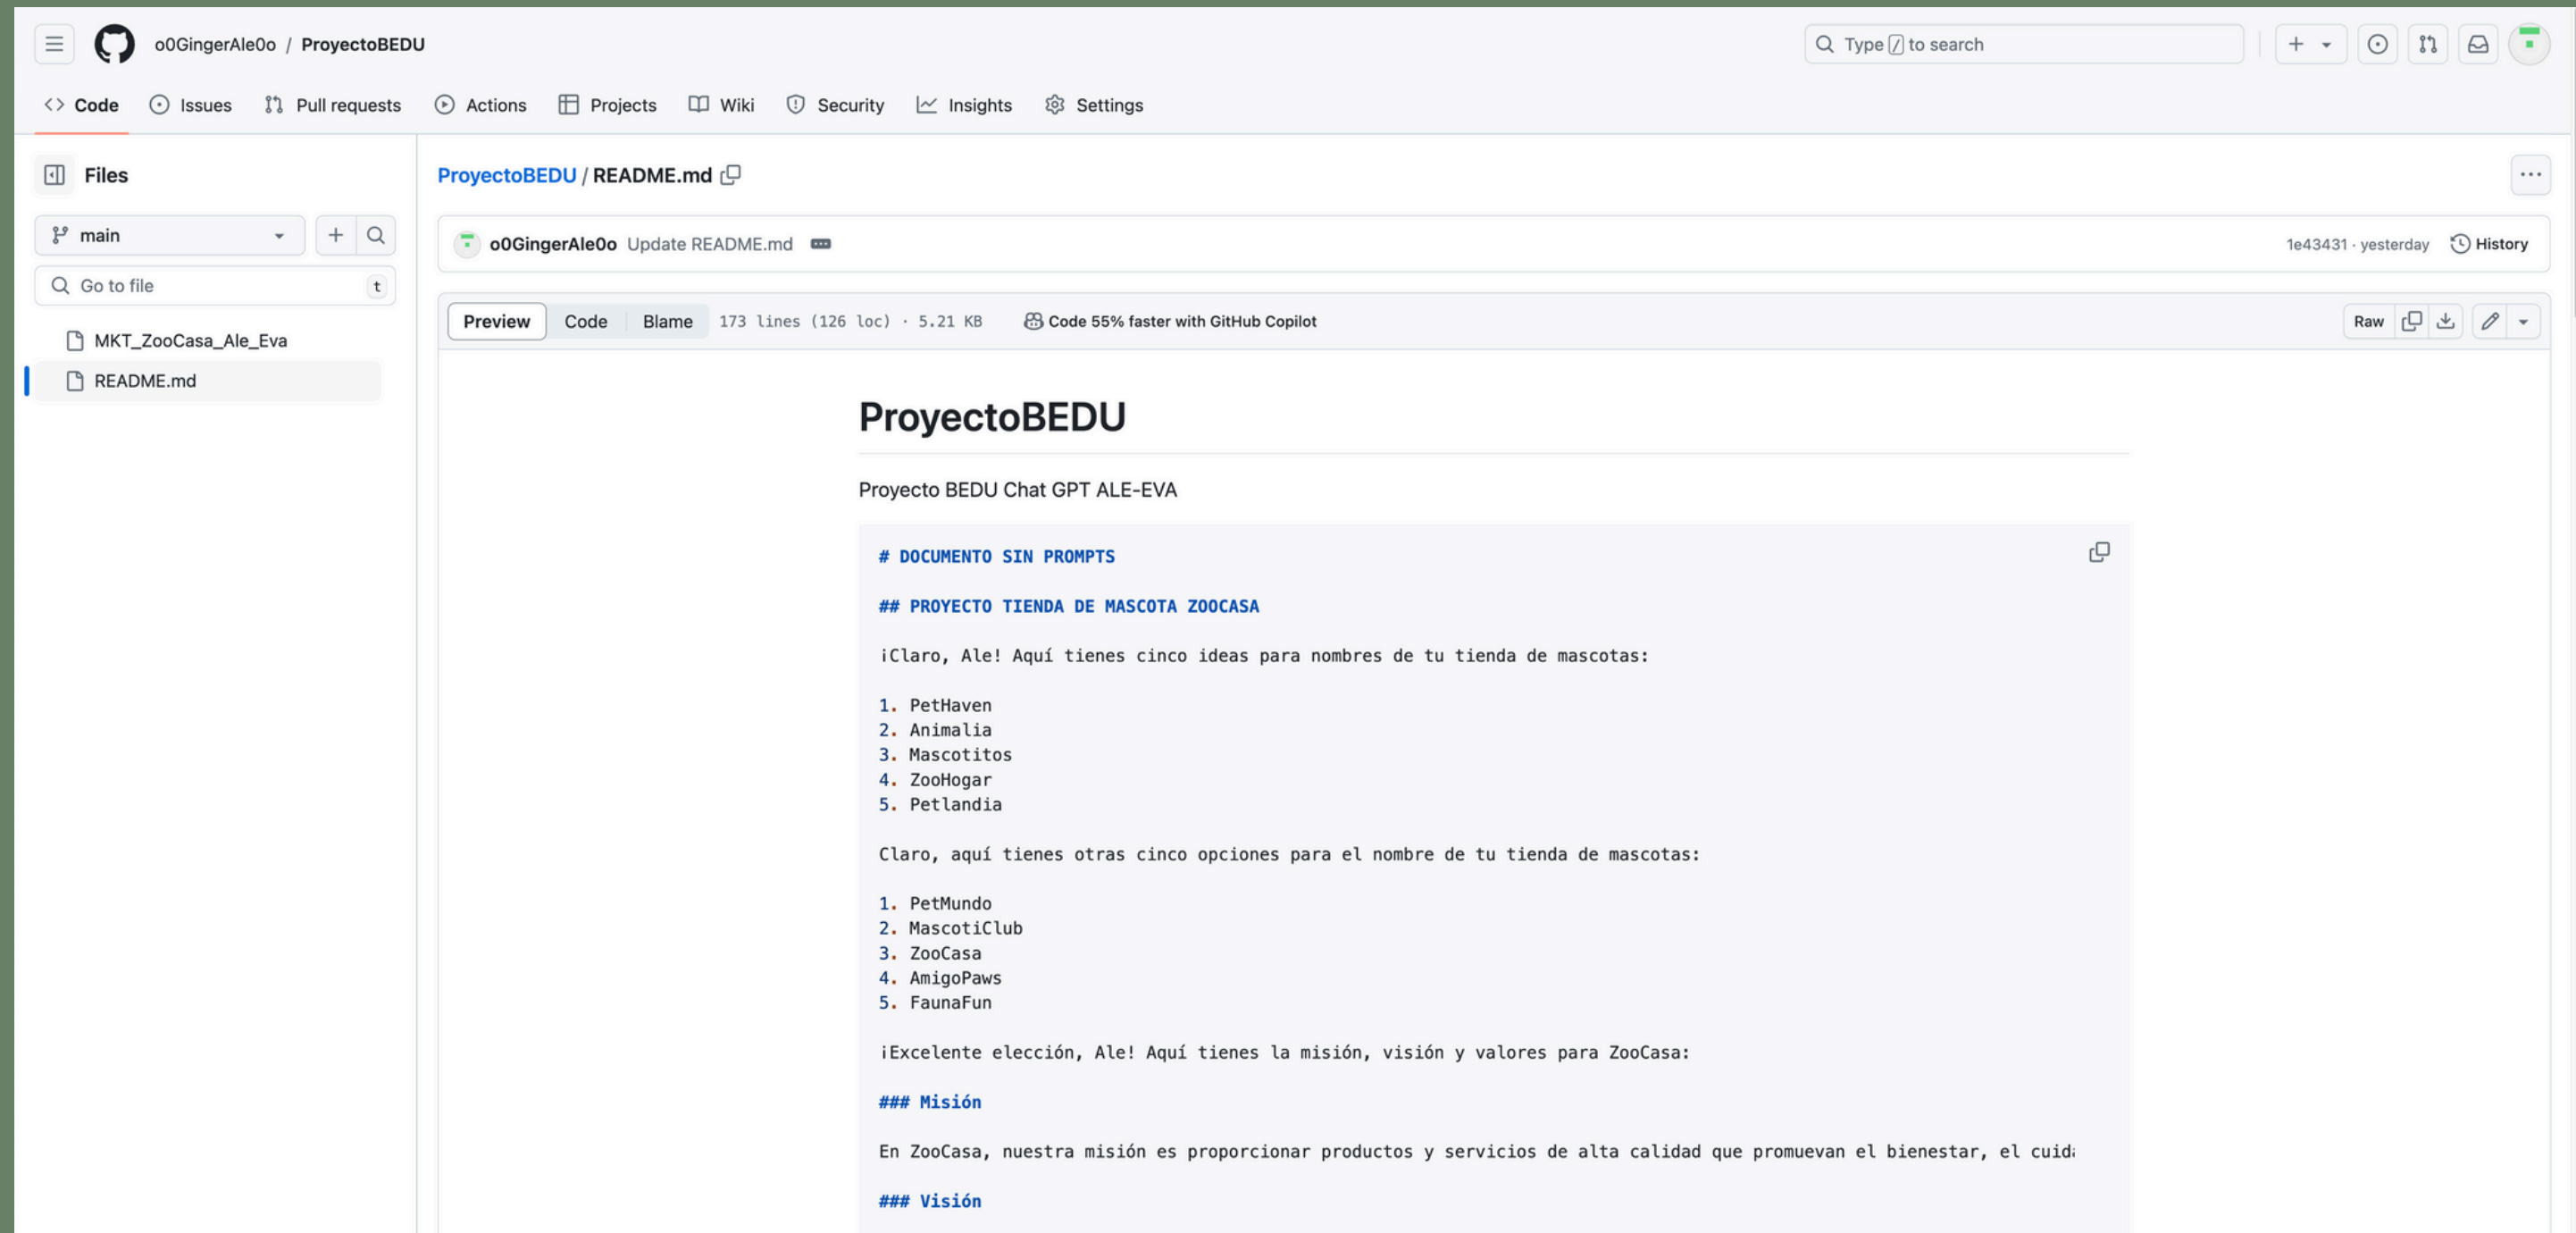 o0GingerAle0o / ProyectoBEDU
Type / to search
Code Issues Pull requests Actions Projects Wiki Security Insights Settings
Files
main
Go to file t
MKT_ZooCasa_Ale_Eva
README.md
ProyectoBEDU / README.md
o0GingerAle0o Update README.md
1e43431 · yesterday History
Preview Code Blame 173 lines (126 loc) · 5.21 KB Code 55% faster with GitHub Copilot
Raw
ProyectoBEDU
Proyecto BEDU Chat GPT ALE-EVA
# DOCUMENTO SIN PROMPTS
## PROYECTO TIENDA DE MASCOTA ZOOCASA
¡Claro, Ale! Aquí tienes cinco ideas para nombres de tu tienda de mascotas:
1. PetHaven
2. Animalia
3. Mascotitos
4. ZooHogar
5. Petlandia
Claro, aquí tienes otras cinco opciones para el nombre de tu tienda de mascotas:
1. PetMundo
2. MascotiClub
3. ZooCasa
4. AmigoPaws
5. FaunaFun
¡Excelente elección, Ale! Aquí tienes la misión, visión y valores para ZooCasa:
### Misión
En ZooCasa, nuestra misión es proporcionar productos y servicios de alta calidad que promuevan el bienestar, el
### Visión